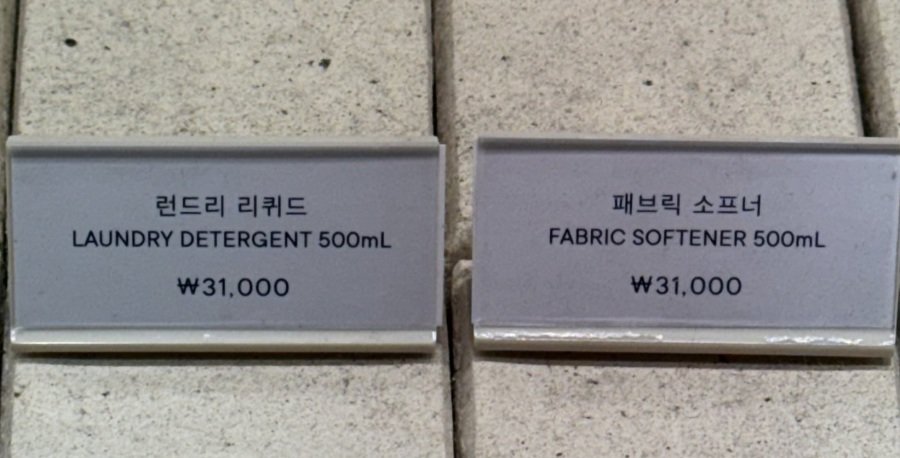 런드리 리퀴드
LAUNDRY DETERGENT 500mL
₩31,000
패브릭 소프너
FABRIC SOFTENER 500mL
₩31,000